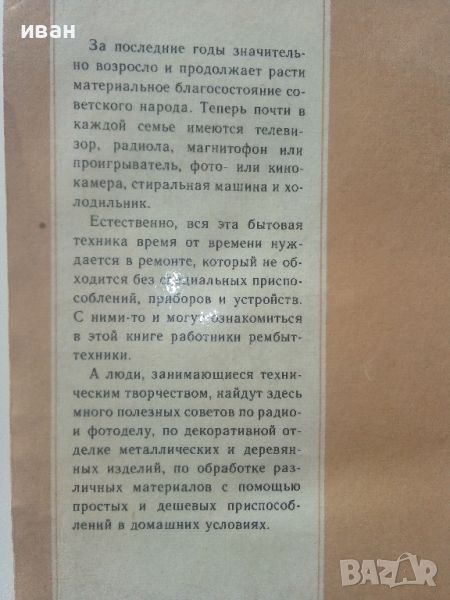 иван
За последние годы значитель-
но возросло и продолжает расти
материальное благосостояние со-
ветского народа. Теперь почти в
каждой семье имеются телеви-
зор, радиола, магнитофон или
проигрыватель, фото- или кино-
камера, стиральная машина и хо-
лодильник.
Естественно, вся эта бытовая
техника время от времени нуж-
дается в ремонте, который не об-
ходится без специальных приспо-
соблений, приборов и устройств.
С ними-то и могут ознакомиться
в этой книге работники рембыт-
техники.
А люди, занимающиеся техни-
ческим творчеством, найдут здесь
много полезных советов по радио-
и фотоделу, по декоративной от-
делке металлических и деревян-
ных изделий, по обработке раз-
личных материалов с помощью
простых и дешевых приспособ-
лений в домашних условиях.
BAZAR